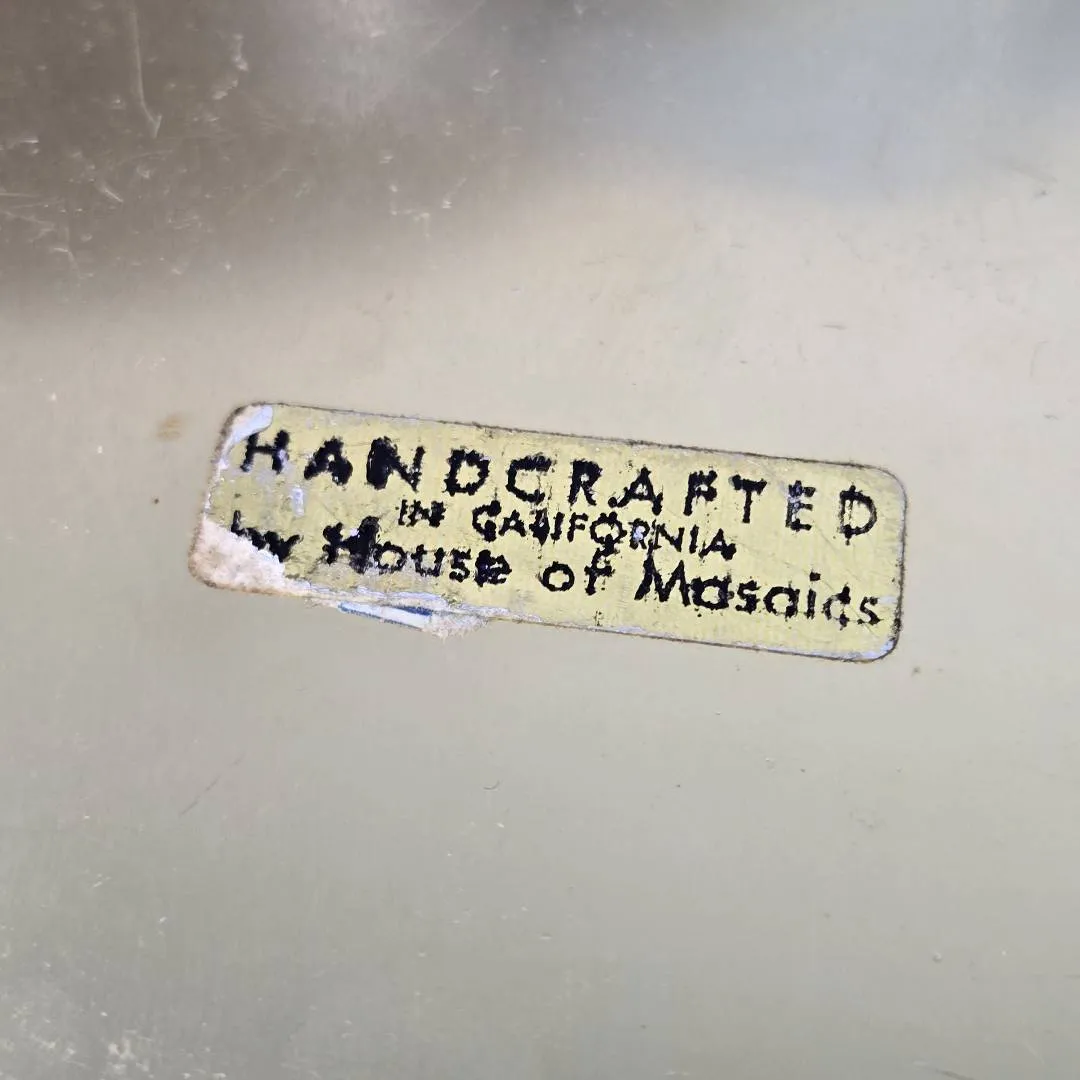 HANDCRAFTED
IN CALIFORNIA
by House of Mosaics